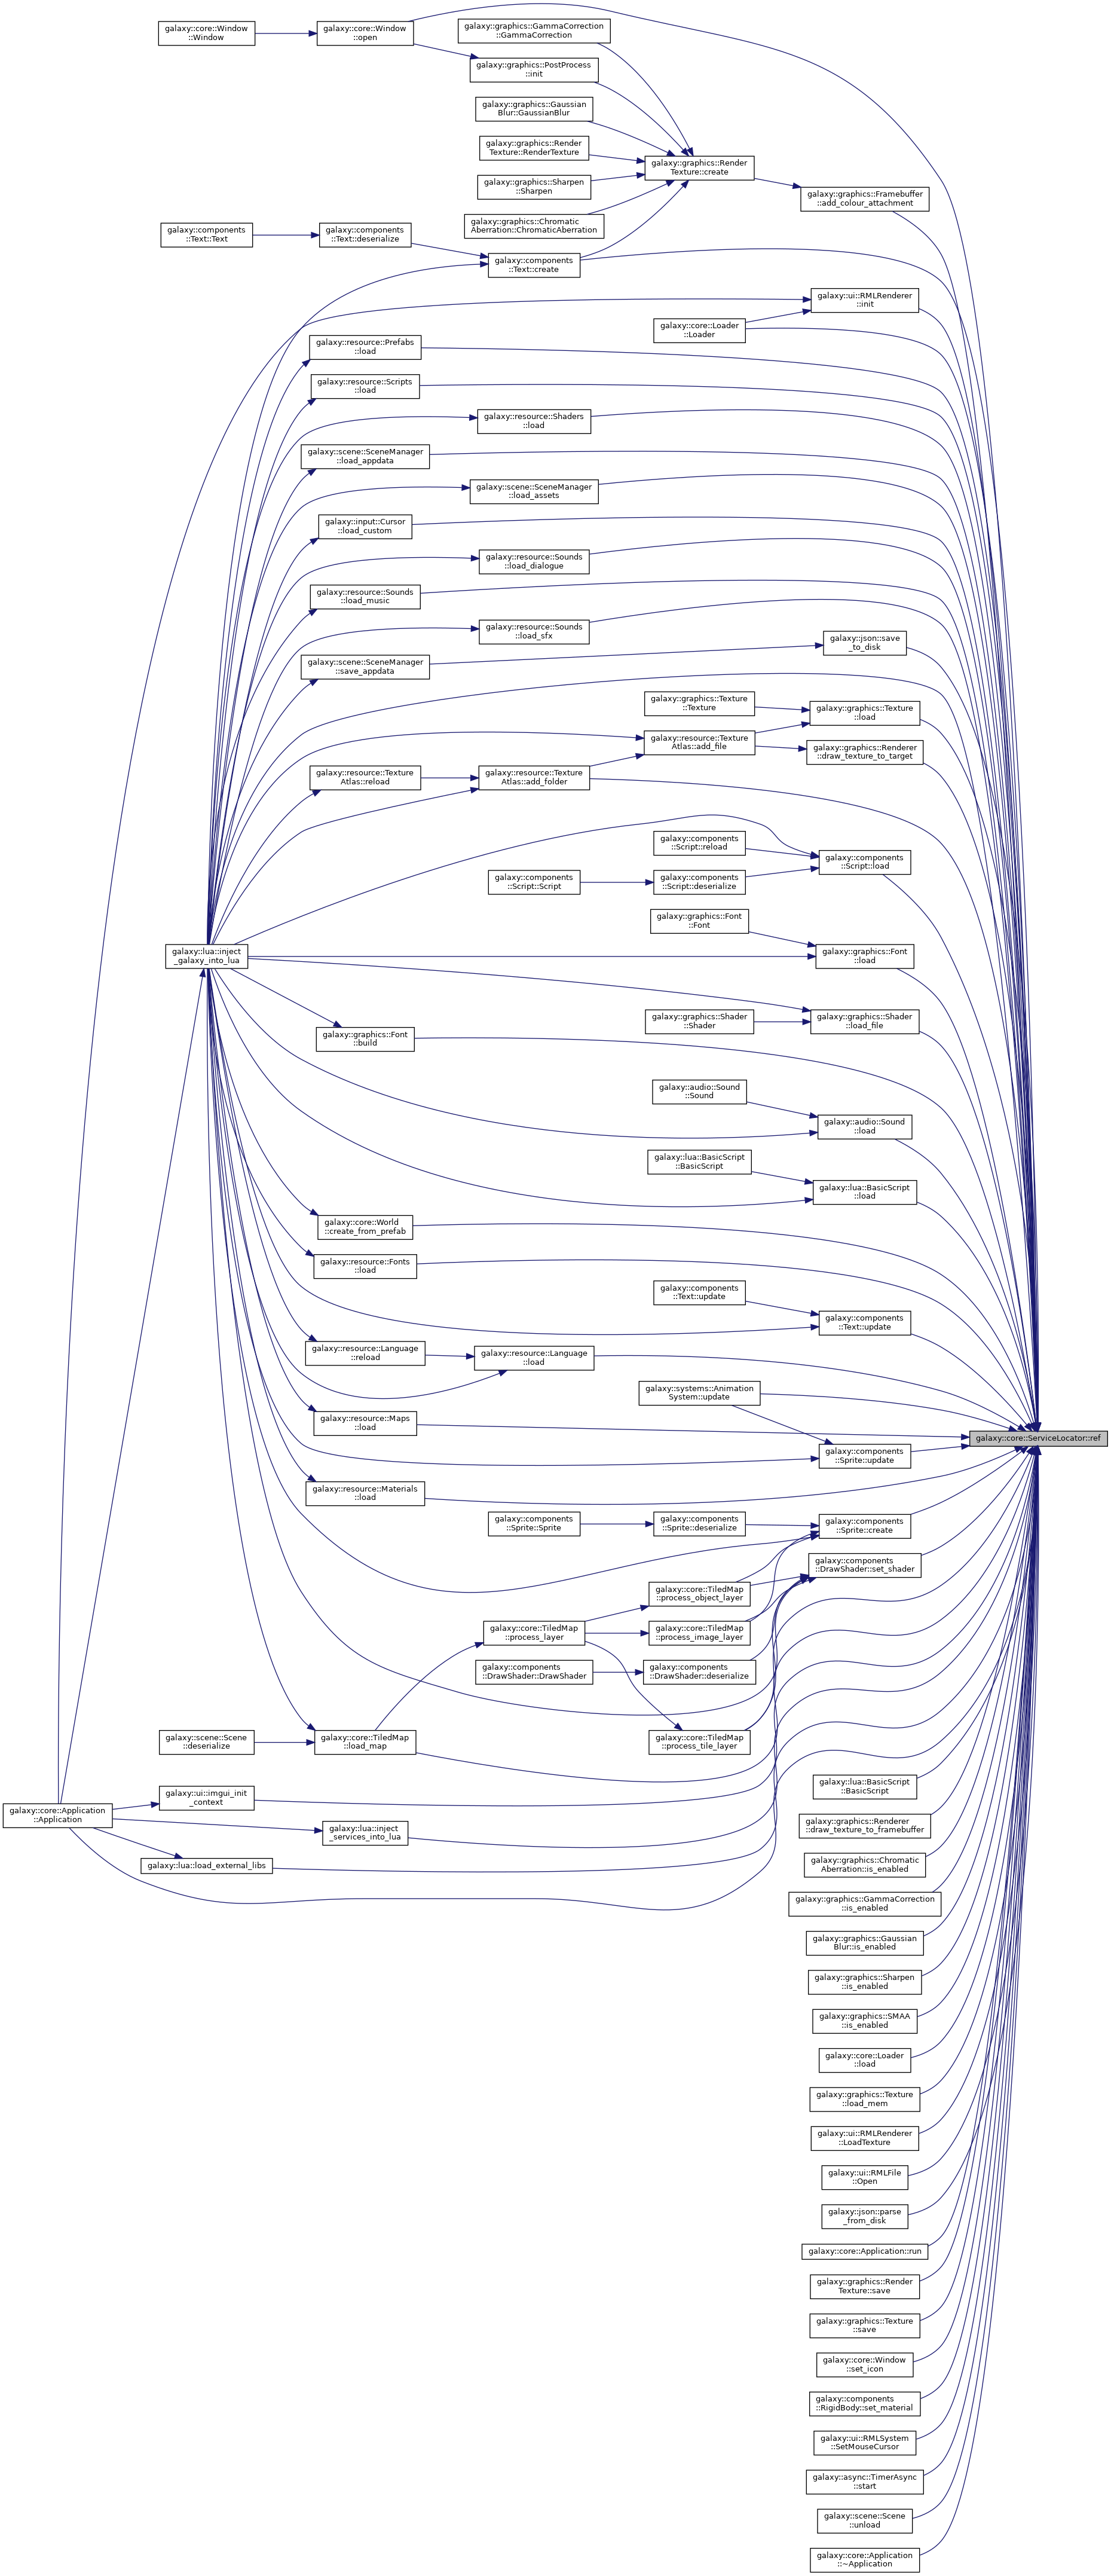 galaxy::core::Window
::Window
galaxy::core::Window
::open
galaxy::graphics::GammaCorrection
::GammaCorrection
galaxy::graphics::PostProcess
::init
galaxy::graphics::Gaussian
Blur::GaussianBlur
galaxy::graphics::Render
Texture::RenderTexture
galaxy::graphics::Render
Texture::create
galaxy::graphics::Sharpen
::Sharpen
galaxy::graphics::Framebuffer
::add_colour_attachment
galaxy::graphics::Chromatic
Aberration::ChromaticAberration
galaxy::components
::Text::Text
galaxy::components
::Text::deserialize
galaxy::components
::Text::create
galaxy::ui::RMLRenderer
::init
galaxy::core::Loader
::Loader
galaxy::resource::Prefabs
::load
galaxy::resource::Scripts
::load
galaxy::resource::Shaders
::load
galaxy::scene::SceneManager
::load_appdata
galaxy::scene::SceneManager
::load_assets
galaxy::input::Cursor
::load_custom
galaxy::resource::Sounds
::load_dialogue
galaxy::resource::Sounds
::load_music
galaxy::resource::Sounds
::load_sfx
galaxy::json::save
_to_disk
galaxy::scene::SceneManager
::save_appdata
galaxy::graphics::Texture
::Texture
galaxy::graphics::Texture
::load
galaxy::resource::Texture
Atlas::add_file
galaxy::graphics::Renderer
::draw_texture_to_target
galaxy::resource::Texture
Atlas::reload
galaxy::resource::Texture
Atlas::add_folder
galaxy::components
::Script::reload
galaxy::components
::Script::load
galaxy::components
::Script::Script
galaxy::components
::Script::deserialize
galaxy::graphics::Font
::Font
galaxy::lua::inject
_galaxy_into_lua
galaxy::graphics::Font
::load
galaxy::graphics::Shader
::Shader
galaxy::graphics::Shader
::load_file
galaxy::graphics::Font
::build
galaxy::audio::Sound
::Sound
galaxy::audio::Sound
::load
galaxy::lua::BasicScript
::BasicScript
galaxy::lua::BasicScript
::load
galaxy::core::World
::create_from_prefab
galaxy::resource::Fonts
::load
galaxy::components
::Text::update
galaxy::components
::Text::update
galaxy::resource::Language
::reload
galaxy::resource::Language
::load
galaxy::systems::Animation
System::update
galaxy::resource::Maps
::load
galaxy::core::ServiceLocator::ref
galaxy::components
::Sprite::update
galaxy::resource::Materials
::load
galaxy::components
::Sprite::Sprite
galaxy::components
::Sprite::deserialize
galaxy::components
::Sprite::create
galaxy::components
::DrawShader::set_shader
galaxy::core::TiledMap
::process_object_layer
galaxy::core::TiledMap
::process_layer
galaxy::core::TiledMap
::process_image_layer
galaxy::components
::DrawShader::DrawShader
galaxy::components
::DrawShader::deserialize
galaxy::scene::Scene
::deserialize
galaxy::core::TiledMap
::load_map
galaxy::core::TiledMap
::process_tile_layer
galaxy::ui::imgui_init
_context
galaxy::core::Application
::Application
galaxy::lua::inject
_services_into_lua
galaxy::lua::load_external_libs
galaxy::lua::BasicScript
::BasicScript
galaxy::graphics::Renderer
::draw_texture_to_framebuffer
galaxy::graphics::Chromatic
Aberration::is_enabled
galaxy::graphics::GammaCorrection
::is_enabled
galaxy::graphics::Gaussian
Blur::is_enabled
galaxy::graphics::Sharpen
::is_enabled
galaxy::graphics::SMAA
::is_enabled
galaxy::core::Loader
::load
galaxy::graphics::Texture
::load_mem
galaxy::ui::RMLRenderer
::LoadTexture
galaxy::ui::RMLFile
::Open
galaxy::json::parse
_from_disk
galaxy::core::Application::run
galaxy::graphics::Render
Texture::save
galaxy::graphics::Texture
::save
galaxy::core::Window
::set_icon
galaxy::components
::RigidBody::set_material
galaxy::ui::RMLSystem
::SetMouseCursor
galaxy::async::TimerAsync
::start
galaxy::scene::Scene
::unload
galaxy::core::Application
::~Application